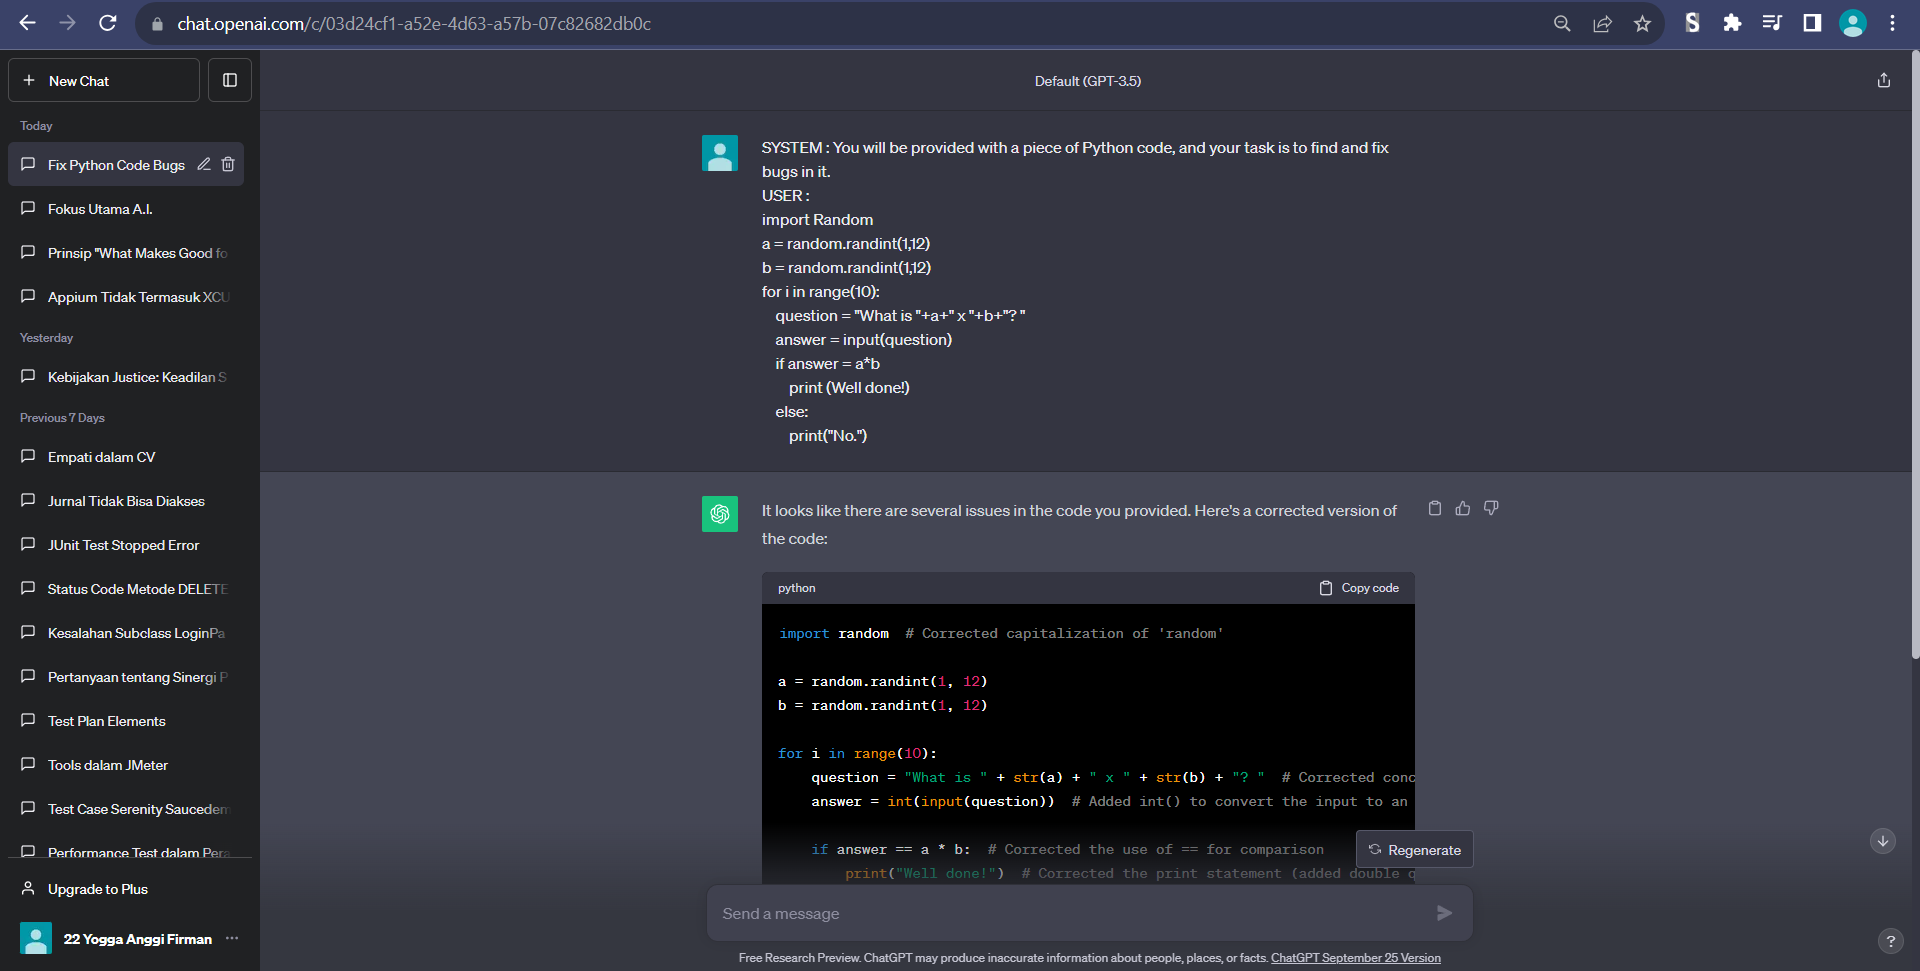 chat.openai.com/c/03d24cf1-a52e-4d63-a57b-07c82682db0c
New Chat
Today
Fix Python Code Bugs
Fokus Utama A.I.
Prinsip "What Makes Good fo
Appium Tidak Termasuk XCU
Yesterday
Kebijakan Justice: Keadilan S
Previous 7 Days
Empati dalam CV
Jurnal Tidak Bisa Diakses
JUnit Test Stopped Error
Status Code Metode DELETE
Kesalahan Subclass LoginPa
Pertanyaan tentang Sinergi P
Test Plan Elements
Tools dalam JMeter
Test Case Serenity Saucedem
Performance Test dalam Pera
Upgrade to Plus
22 Yogga Anggi Firman
Default (GPT-3.5)
SYSTEM : You will be provided with a piece of Python code, and your task is to find and fix
bugs in it.
USER :
import Random
a = random.randint(1,12)
b = random.randint(1,12)
for i in range(10):
    question = "What is "+a+" x "+b+"? "
    answer = input(question)
    if answer = a*b
        print (Well done!)
    else:
        print("No.")
It looks like there are several issues in the code you provided. Here's a corrected version of
the code:
python
Copy code
import random  # Corrected capitalization of 'random'
a = random.randint(1, 12)
b = random.randint(1, 12)
for i in range(10):
    question = "What is " + str(a) + " x " + str(b) + "? "  # Corrected conc
    answer = int(input(question))  # Added int() to convert the input to an
    if answer == a * b:  # Corrected the use of == for comparison
        print("Well done!")  # Corrected the print statement (added double q
Regenerate
Send a message
Free Research Preview. ChatGPT may produce inaccurate information about people, places, or facts. ChatGPT September 25 Version
?